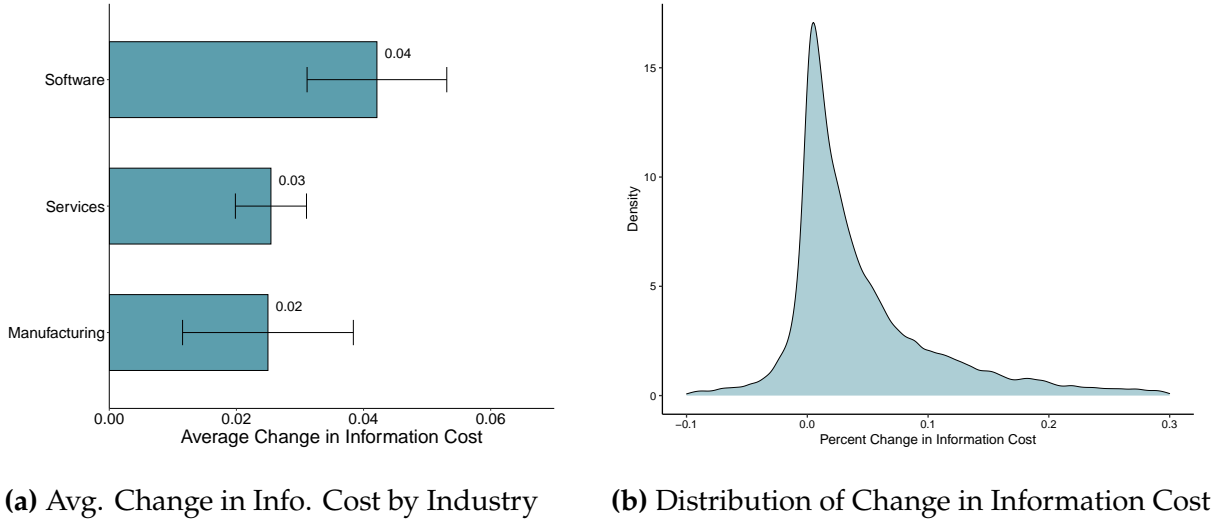 Software
0.04
Services
0.03
Manufacturing
0.02
0.00 0.02 0.04 0.06
Average Change in Information Cost
(a) Avg. Change in Info. Cost by Industry
15
10
5
0
Density
−0.1 0.0 0.1 0.2 0.3
Percent Change in Information Cost
(b) Distribution of Change in Information Cost